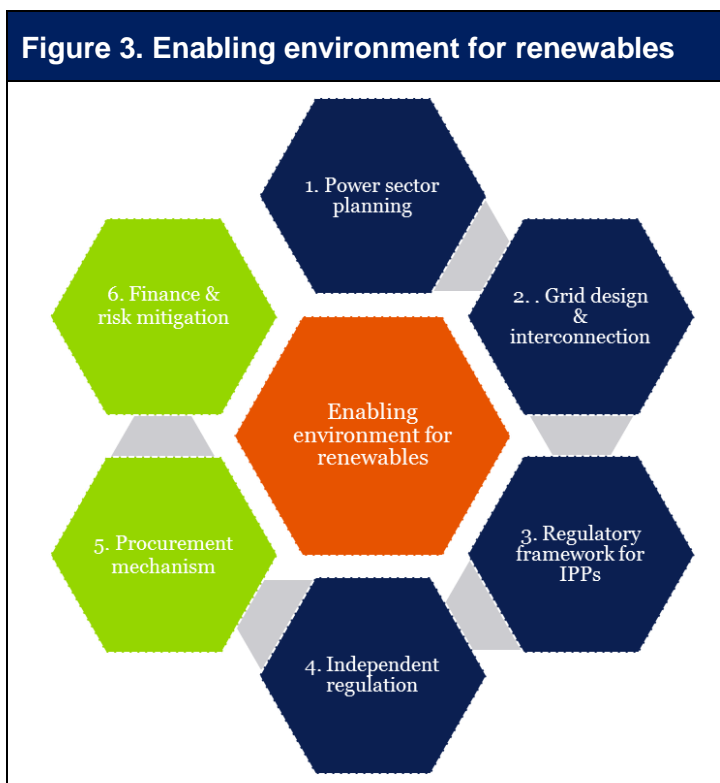 Figure 3. Enabling environment for renewables
1. Power sector
planning
2. . Grid design
&
interconnection
3. Regulatory
framework for
IPPs
4. Independent
regulation
5. Procurement
mechanism
6. Finance &
risk mitigation
Enabling
environment for
renewables